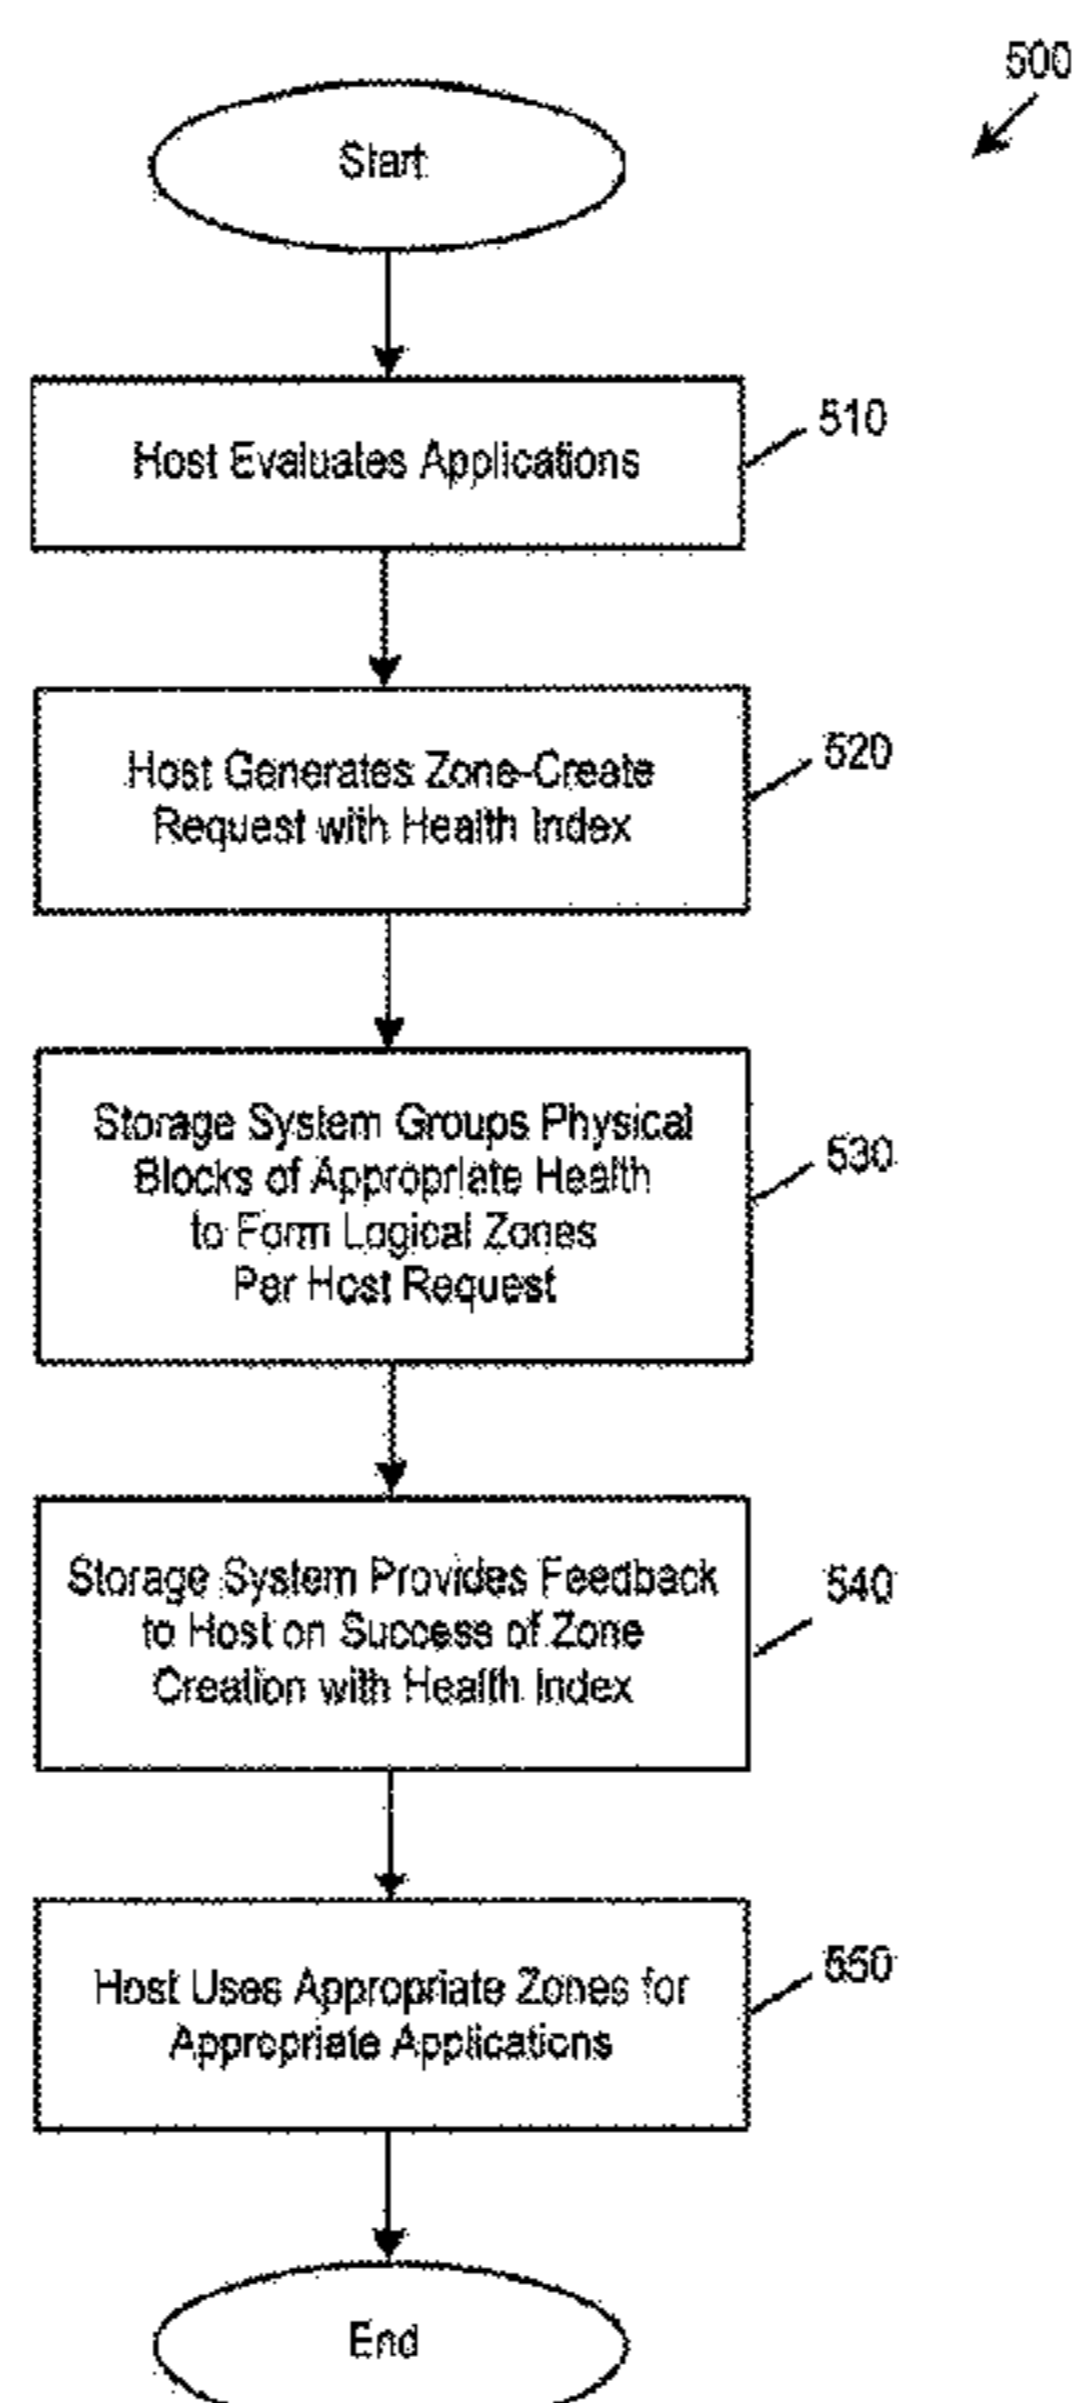 500
Start
Host Evaluates Applications
510
Host Generates Zone-Create
Request with Health Index
520
Storage System Groups Physical
Blocks of Appropriate Health
to Form Logical Zones
Per Host Request
530
Storage System Provides Feedback
to Host on Success of Zone
Creation with Health Index
540
Host Uses Appropriate Zones for
Appropriate Applications
550
End